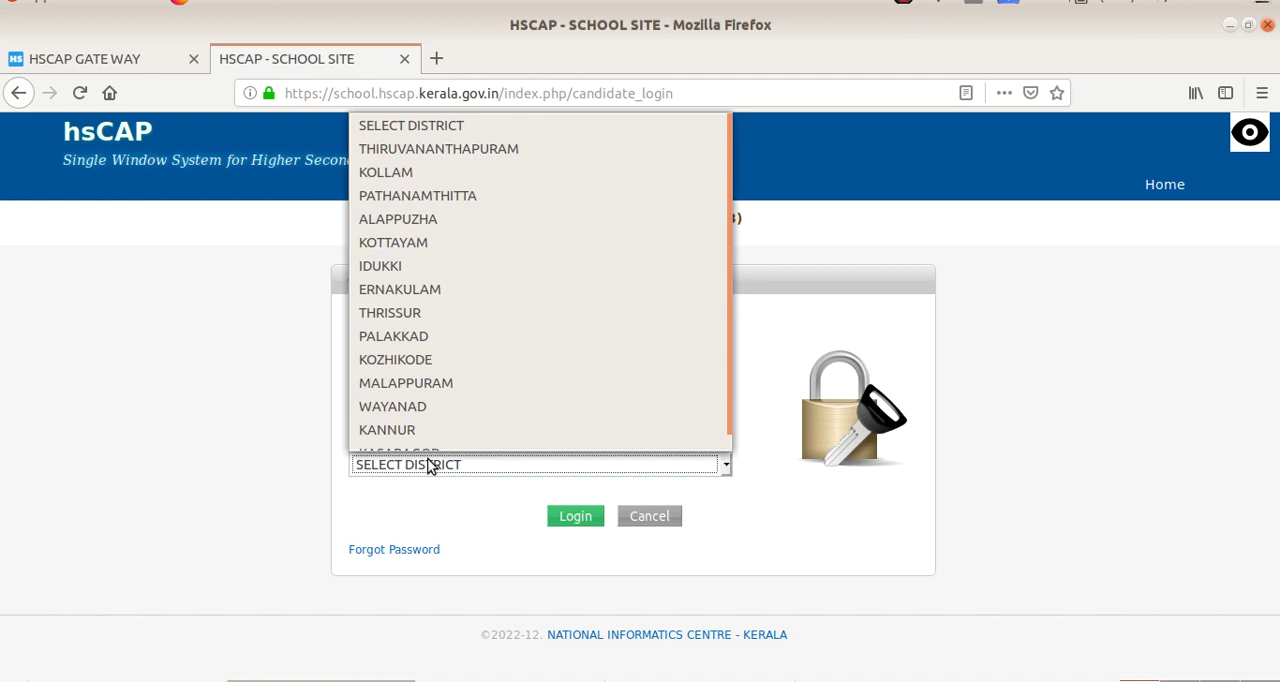 HSCAP - SCHOOL SITE - Mozilla Firefox
HSCAP GATE WAY
HSCAP - SCHOOL SITE
https://school.hscap.kerala.gov.in/index.php/candidate_login
hsCAP
Single Window System for Higher
Home
SELECT DISTRICT
THIRUVANANTHAPURAM
KOLLAM
PATHANAMTHITTA
ALAPPUZHA
KOTTAYAM
IDUKKI
ERNAKULAM
THRISSUR
PALAKKAD
KOZHIKODE
MALAPPURAM
WAYANAD
KANNUR
SELECT DISTRICT
Login Cancel
Forgot Password
©2022-12. NATIONAL INFORMATICS CENTRE - KERALA